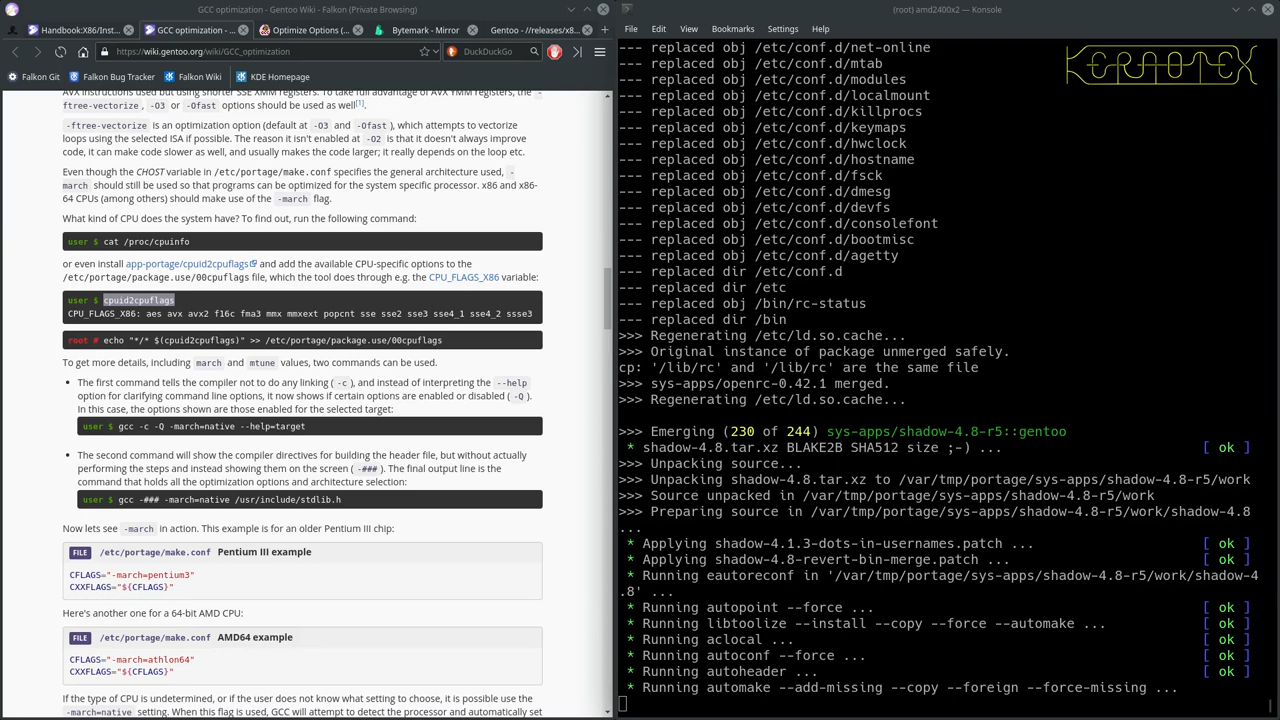 GCC optimization - Gentoo Wiki - Falkon (Private Browsing)
Handbook:X86/Inst...
GCC optimization - ...
Optimize Options (...
Bytemark - Mirror
Gentoo - //releases/x8...
https://wiki.gentoo.org/wiki/GCC_optimization
DuckDuckGo
Falkon Git
Falkon Bug Tracker
Falkon Wiki
KDE Homepage
AVX instructions used but using shorter SSE XMM registers. To take full advantage of AVX YMM registers, the -
ftree-vectorize, -O3 or -Ofast options should be used as well[1].
-ftree-vectorize is an optimization option (default at -O3 and -Ofast), which attempts to vectorize
loops using the selected ISA if possible. The reason it isn't enabled at -O2 is that it doesn't always improve
code, it can make code slower as well, and usually makes the code larger; it really depends on the loop etc.
Even though the CHOST variable in /etc/portage/make.conf specifies the general architecture used, -
march should still be used so that programs can be optimized for the system specific processor. x86 and x86-
64 CPUs (among others) should make use of the -march flag.
What kind of CPU does the system have? To find out, run the following command:
user $ cat /proc/cpuinfo
or even install app-portage/cpuid2cpuflags and add the available CPU-specific options to the
/etc/portage/package.use/00cpuflags file, which the tool does through e.g. the CPU_FLAGS_X86 variable:
user $ cpuid2cpuflags
CPU_FLAGS_X86: aes avx avx2 f16c fma3 mmx mmxext popcnt sse sse2 sse3 sse4_1 sse4_2 ssse3
root # echo "*/* $(cpuid2cpuflags)" >> /etc/portage/package.use/00cpuflags
To get more details, including march and mtune values, two commands can be used.
• The first command tells the compiler not to do any linking (-c), and instead of interpreting the --help
option for clarifying command line options, it now shows if certain options are enabled or disabled (-Q).
In this case, the options shown are those enabled for the selected target:
user $ gcc -c -Q -march=native --help=target
• The second command will show the compiler directives for building the header file, but without actually
performing the steps and instead showing them on the screen (-###). The final output line is the
command that holds all the optimization options and architecture selection:
user $ gcc -### -march=native /usr/include/stdlib.h
Now lets see -march in action. This example is for an older Pentium III chip:
FILE /etc/portage/make.conf Pentium III example
CFLAGS="-march=pentium3"
CXXFLAGS="${CFLAGS}"
Here's another one for a 64-bit AMD CPU:
FILE /etc/portage/make.conf AMD64 example
CFLAGS="-march=athlon64"
CXXFLAGS="${CFLAGS}"
If the type of CPU is undetermined, or if the user does not know what setting to choose, it is possible use the
-march=native setting. When this flag is used, GCC will attempt to detect the processor and automatically set
(root) amd2400x2 — Konsole
File Edit View Bookmarks Settings Help
KERAOTEX
--- replaced obj /etc/conf.d/net-online
--- replaced obj /etc/conf.d/mtab
--- replaced obj /etc/conf.d/modules
--- replaced obj /etc/conf.d/localmount
--- replaced obj /etc/conf.d/killprocs
--- replaced obj /etc/conf.d/keymaps
--- replaced obj /etc/conf.d/hwclock
--- replaced obj /etc/conf.d/hostname
--- replaced obj /etc/conf.d/fsck
--- replaced obj /etc/conf.d/dmesg
--- replaced obj /etc/conf.d/devfs
--- replaced obj /etc/conf.d/consolefont
--- replaced obj /etc/conf.d/bootmisc
--- replaced obj /etc/conf.d/agetty
--- replaced dir /etc/conf.d
--- replaced dir /etc
--- replaced obj /bin/rc-status
--- replaced dir /bin
>>> Regenerating /etc/ld.so.cache...
>>> Original instance of package unmerged safely.
cp: '/lib/rc' and '/lib/rc' are the same file
>>> sys-apps/openrc-0.42.1 merged.
>>> Regenerating /etc/ld.so.cache...
>>> Emerging (230 of 244) sys-apps/shadow-4.8-r5::gentoo
* shadow-4.8.tar.xz BLAKE2B SHA512 size ;-) ... [ ok ]
>>> Unpacking source...
>>> Unpacking shadow-4.8.tar.xz to /var/tmp/portage/sys-apps/shadow-4.8-r5/work
>>> Source unpacked in /var/tmp/portage/sys-apps/shadow-4.8-r5/work
>>> Preparing source in /var/tmp/portage/sys-apps/shadow-4.8-r5/work/shadow-4.8
...
* Applying shadow-4.1.3-dots-in-usernames.patch ... [ ok ]
* Applying shadow-4.8-revert-bin-merge.patch ... [ ok ]
* Running eautoreconf in '/var/tmp/portage/sys-apps/shadow-4.8-r5/work/shadow-4
.8' ...
* Running autopoint --force ... [ ok ]
* Running libtoolize --install --copy --force --automake ... [ ok ]
* Running aclocal ... [ ok ]
* Running autoconf --force ... [ ok ]
* Running autoheader ... [ ok ]
* Running automake --add-missing --copy --foreign --force-missing ...